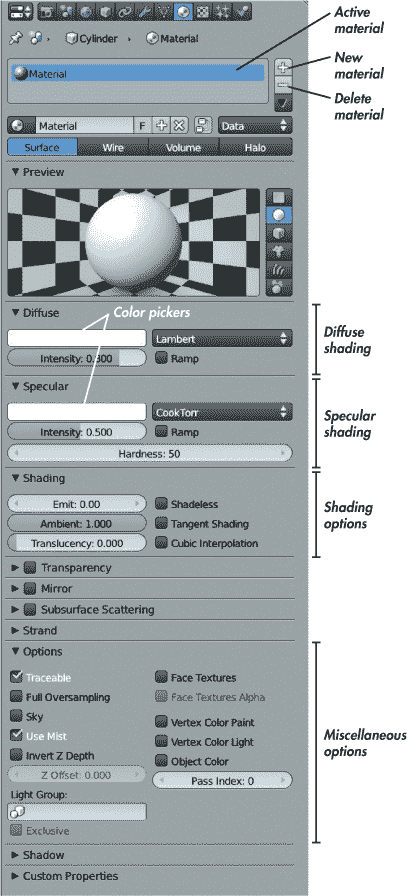 Active
material
Cylinder
Material
Material
New
material
Delete
material
Material
F
Data
Surface
Wire
Volume
Halo
Preview
Diffuse
Color pickers
Lambert
Intensity: 0.800
Ramp
Diffuse
shading
Specular
CookTorr
Intensity: 0.500
Ramp
Hardness: 50
Specular
shading
Shading
Emit: 0.00
Shadeless
Ambient: 1.000
Tangent Shading
Translucency: 0.000
Cubic Interpolation
Shading
options
Transparency
Mirror
Subsurface Scattering
Strand
Options
Traceable
Face Textures
Full Oversampling
Face Textures Alpha
Sky
Vertex Color Paint
Use Mist
Vertex Color Light
Invert Z Depth
Object Color
Z Offset: 0.000
Pass Index: 0
Light Group:
Exclusive
Miscellaneous
options
Shadow
Custom Properties